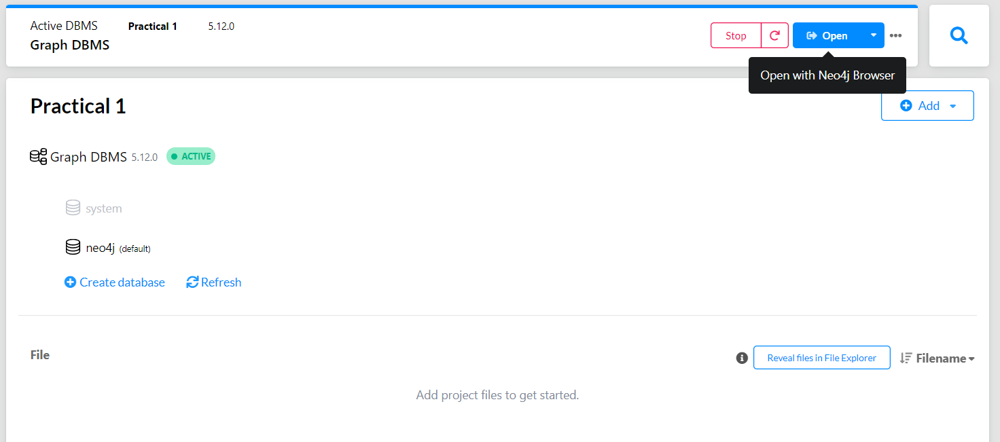 Active DBMS Practical 1 5.12.0
Graph DBMS
Stop Open
Open with Neo4j Browser
Practical 1
Add
Graph DBMS 5.12.0 ACTIVE
system
neo4j (default)
Create database Refresh
File
Reveal files in File Explorer Filename
Add project files to get started.